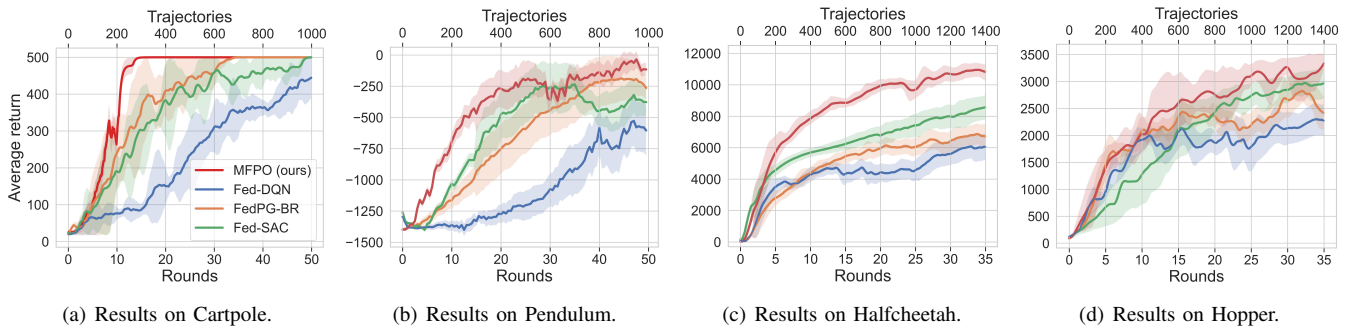 Trajectories
0 200 400 600 800 1000
Average return
500
400
300
200
100
0
MFPO (ours)
Fed-DQN
FedPG-BR
Fed-SAC
0 10 20 30 40 50
Rounds
(a) Results on Cartpole.
Trajectories
0 200 400 600 800 1000
0
−250
−500
−750
−1000
−1250
−1500
0 10 20 30 40 50
Rounds
(b) Results on Pendulum.
Trajectories
0 200 400 600 800 1000 1200 1400
12000
10000
8000
6000
4000
2000
0
0 5 10 15 20 25 30 35
Rounds
(c) Results on Halfcheetah.
Trajectories
0 200 400 600 800 1000 1200 1400
3500
3000
2500
2000
1500
1000
500
0
0 5 10 15 20 25 30 35
Rounds
(d) Results on Hopper.